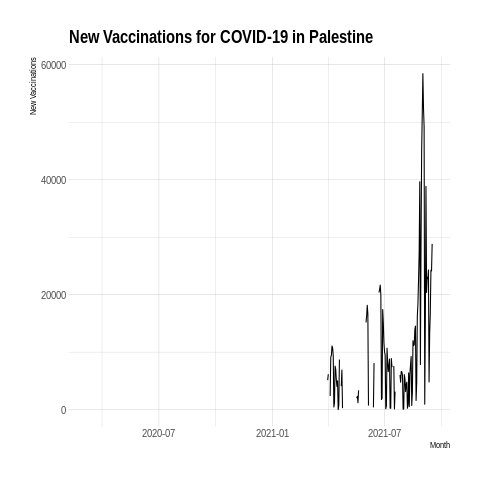 New Vaccinations for COVID-19 in Palestine
New Vaccinations
60000
40000
20000
0
2020-07
2021-01
2021-07
Month